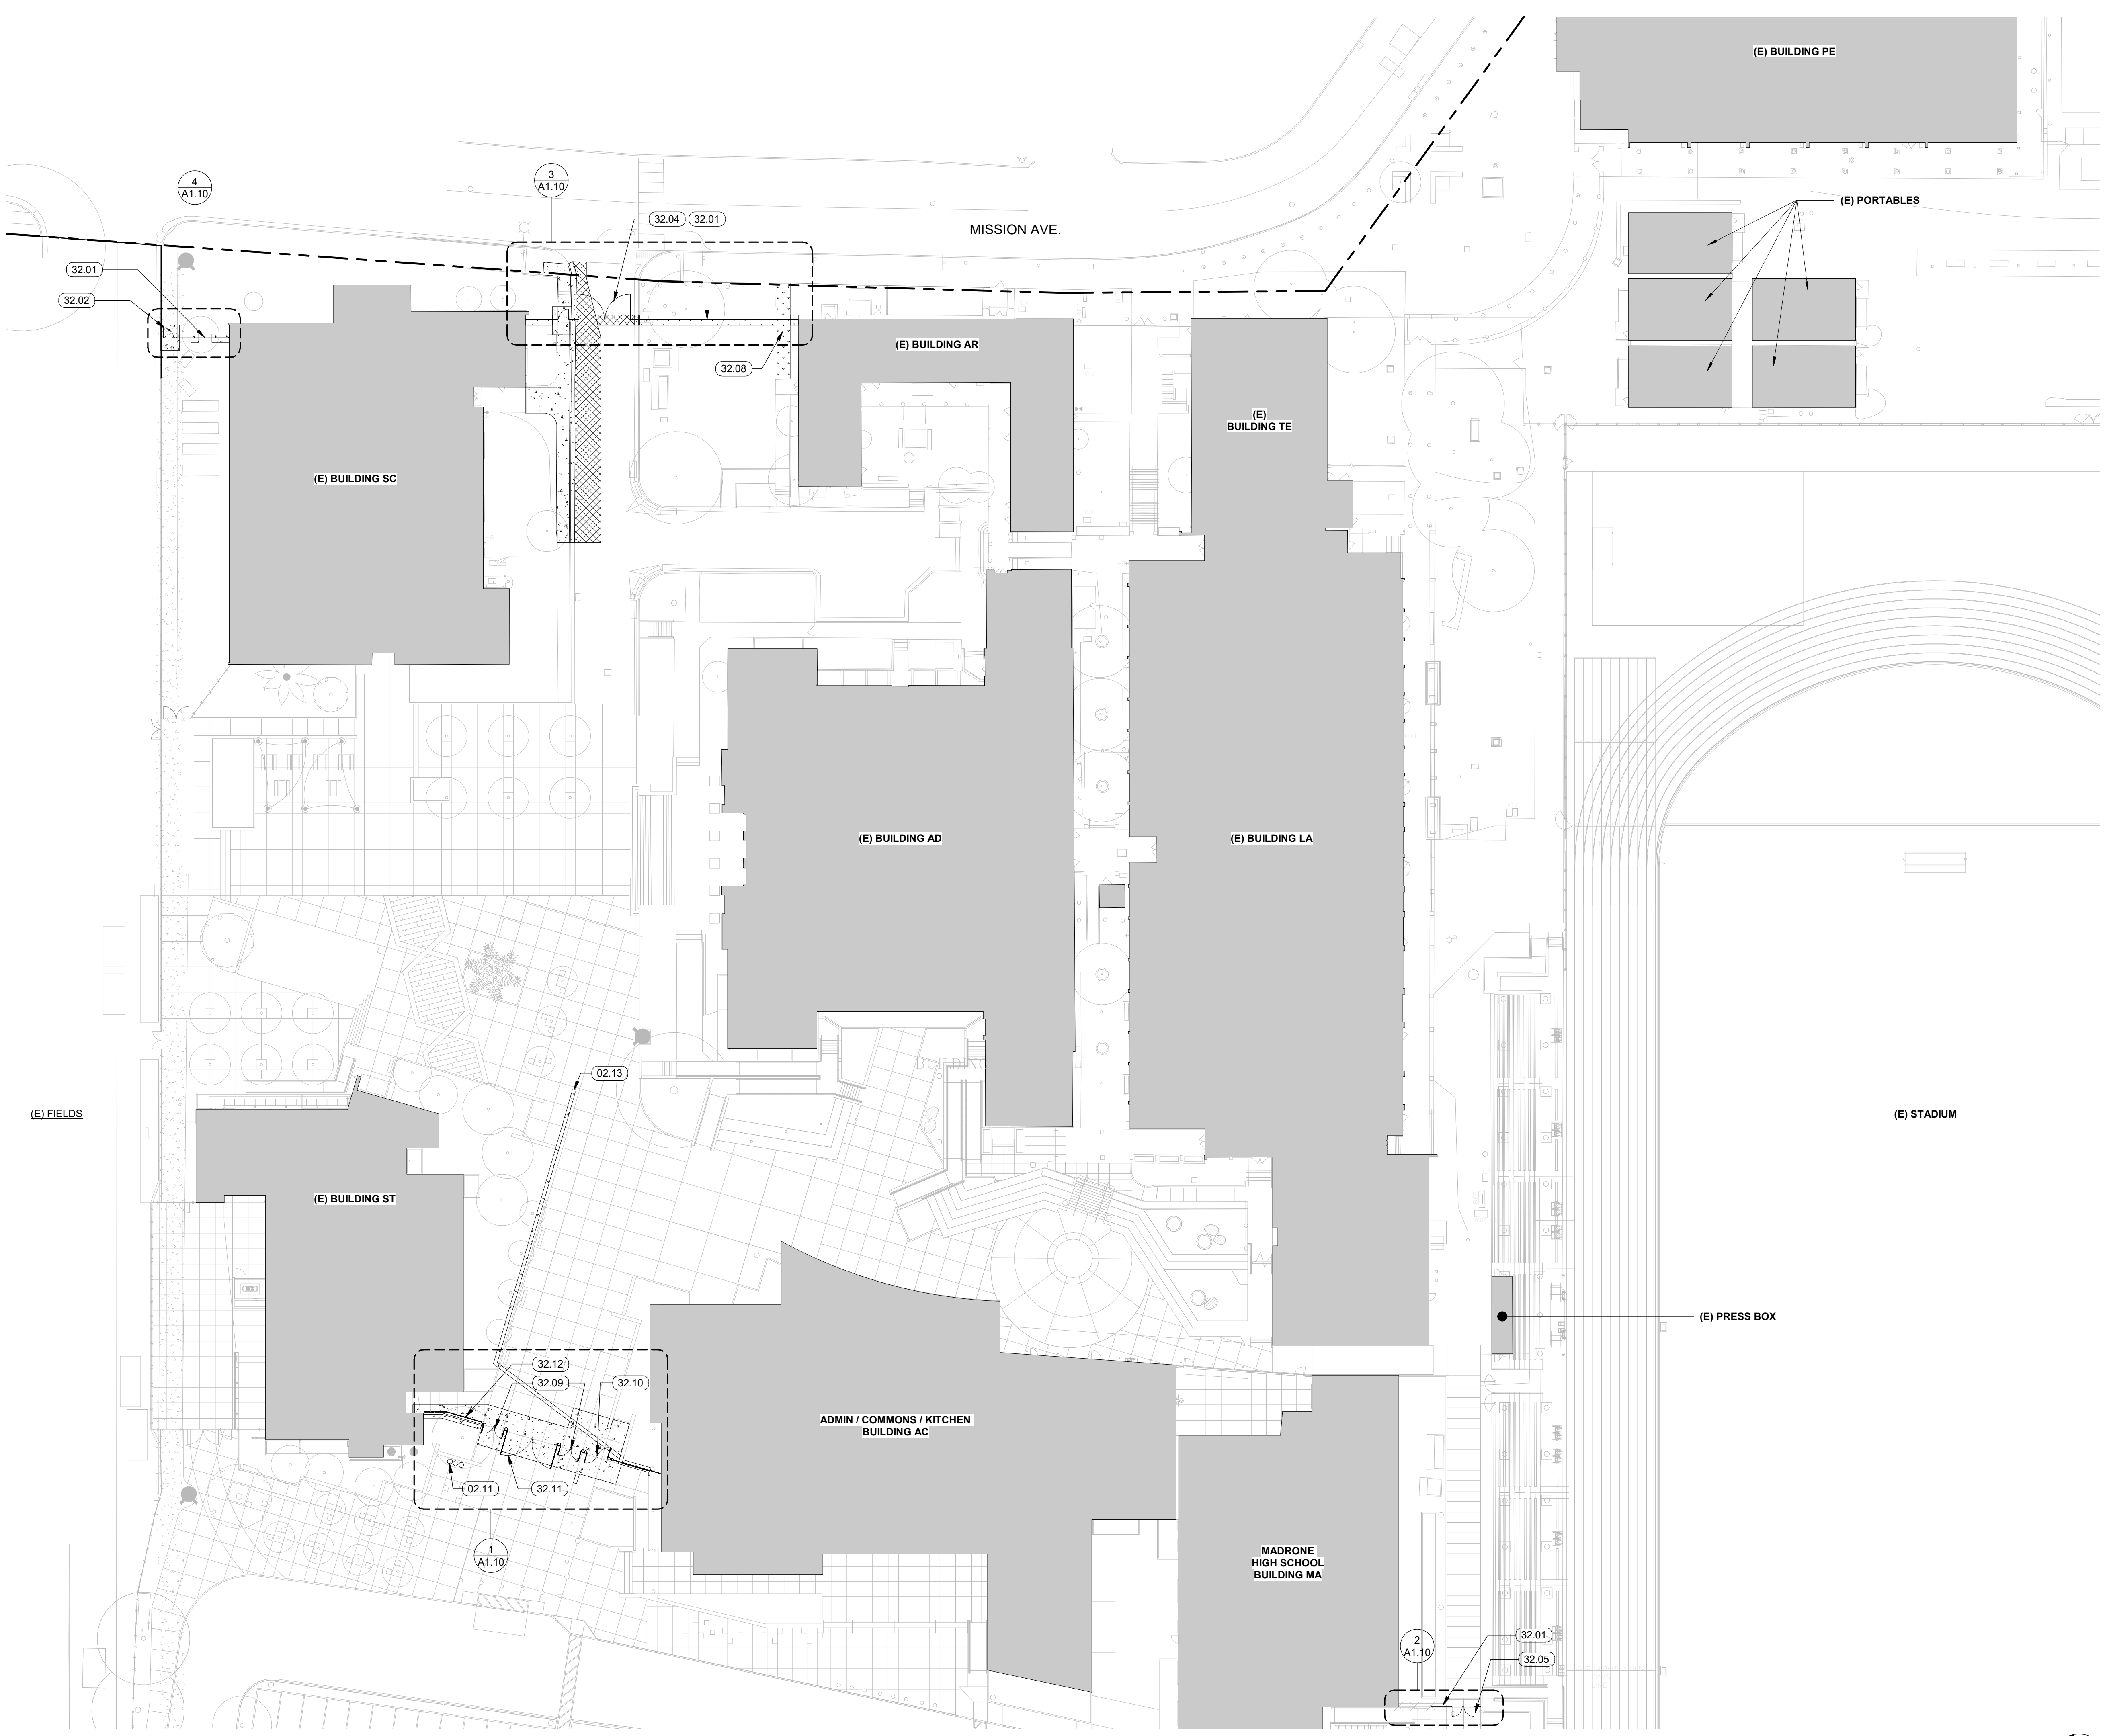 (E) BUILDING PE
4
A1.10
3
A1.10
(E) PORTABLES
32.04
32.01
MISSION AVE.
32.01
32.02
(E) BUILDING AR
32.08
(E)
BUILDING TE
(E) BUILDING SC
(E) BUILDING AD
(E) BUILDING LA
BUILDING
02.13
(E) FIELDS
(E) STADIUM
(E) BUILDING ST
(E) PRESS BOX
32.12
32.09
32.10
ADMIN / COMMONS / KITCHEN
BUILDING AC
02.11
32.11
1
A1.10
MADRONE
HIGH SCHOOL
BUILDING MA
2
A1.10
32.01
32.05